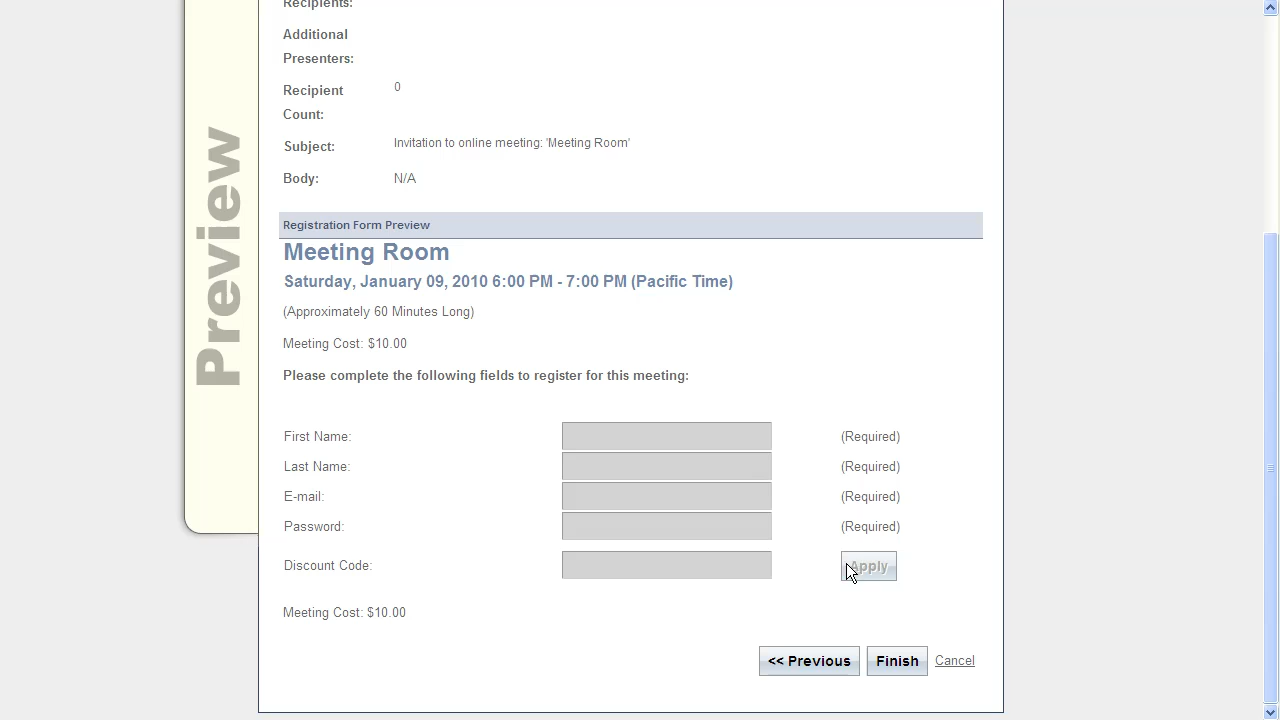 Recipients:
Additional
Presenters:
Recipient
Count:
0
Subject:
Invitation to online meeting: 'Meeting Room'
Body:
N/A
Preview
Registration Form Preview
Meeting Room
Saturday, January 09, 2010 6:00 PM - 7:00 PM (Pacific Time)
(Approximately 60 Minutes Long)
Meeting Cost: $10.00
Please complete the following fields to register for this meeting:
First Name: (Required)
Last Name: (Required)
E-mail: (Required)
Password: (Required)
Discount Code: Apply
Meeting Cost: $10.00
<< Previous Finish Cancel